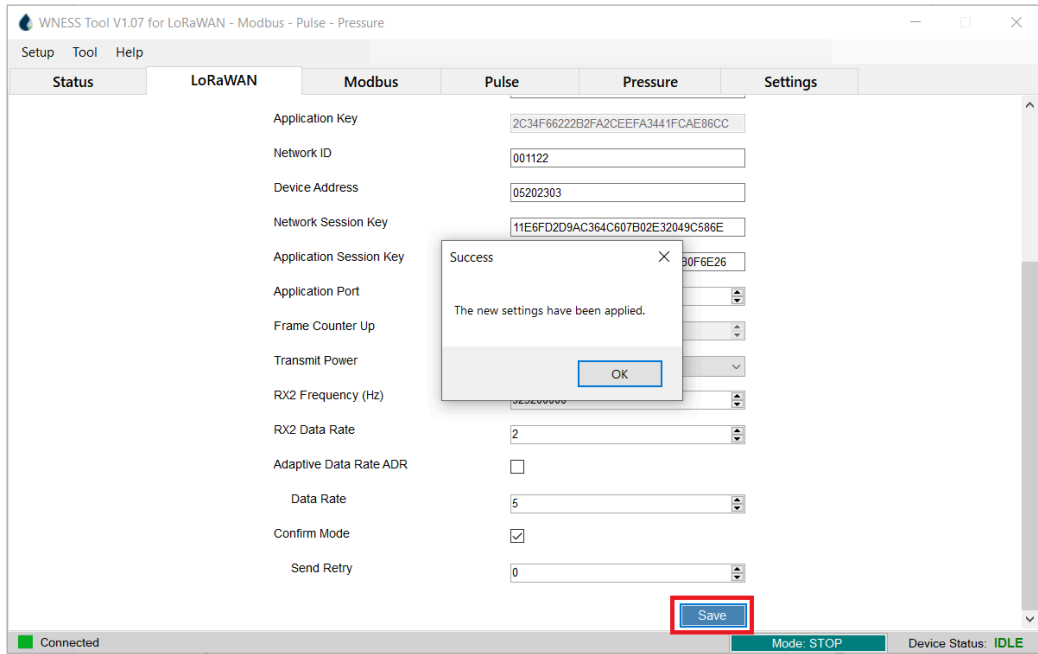 WNESS Tool V1.07 for LoRaWAN - Modbus - Pulse - Pressure
Setup Tool Help
Status LoRaWAN Modbus Pulse Pressure Settings
Application Key 2C34F66222B2FA2CEEFA3441FCAE86CC
Network ID 001122
Device Address 05202303
Network Session Key 11E6FD2D9AC364C607B02E32049C586E
Application Session Key
Success
Application Port
The new settings have been applied.
Frame Counter Up
Transmit Power
OK
RX2 Frequency (Hz)
RX2 Data Rate 2
Adaptive Data Rate ADR
Data Rate 5
Confirm Mode
Send Retry 0
Save
Connected Mode: STOP Device Status: IDLE